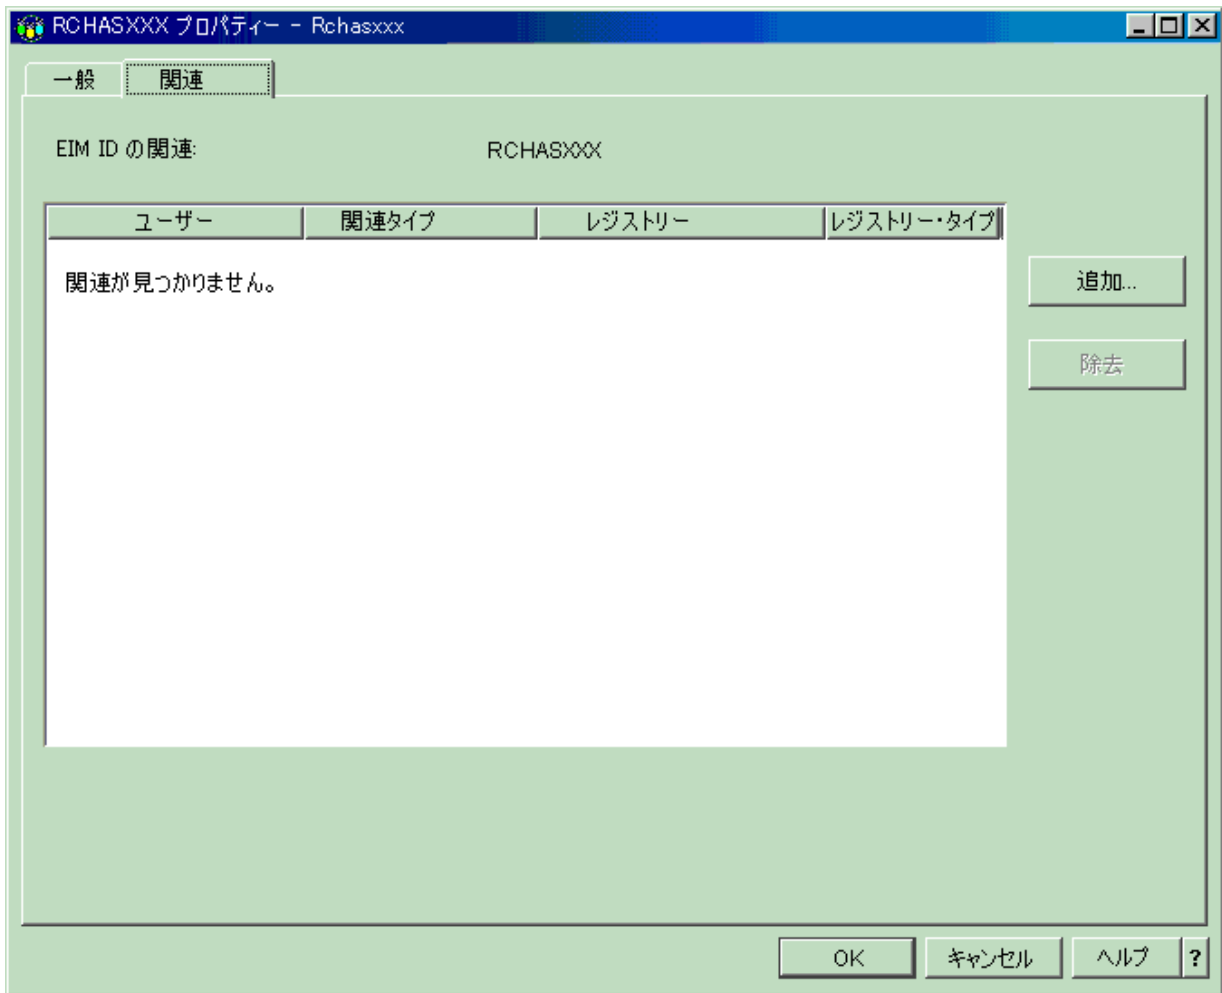 RCHASXXX プロパティー - Rchasxxx
一般 関連
EIM ID の関連: RCHASXXX
ユーザー 関連タイプ レジストリー レジストリー・タイプ
関連が見つかりません。
追加...
除去
OK キャンセル ヘルプ ?